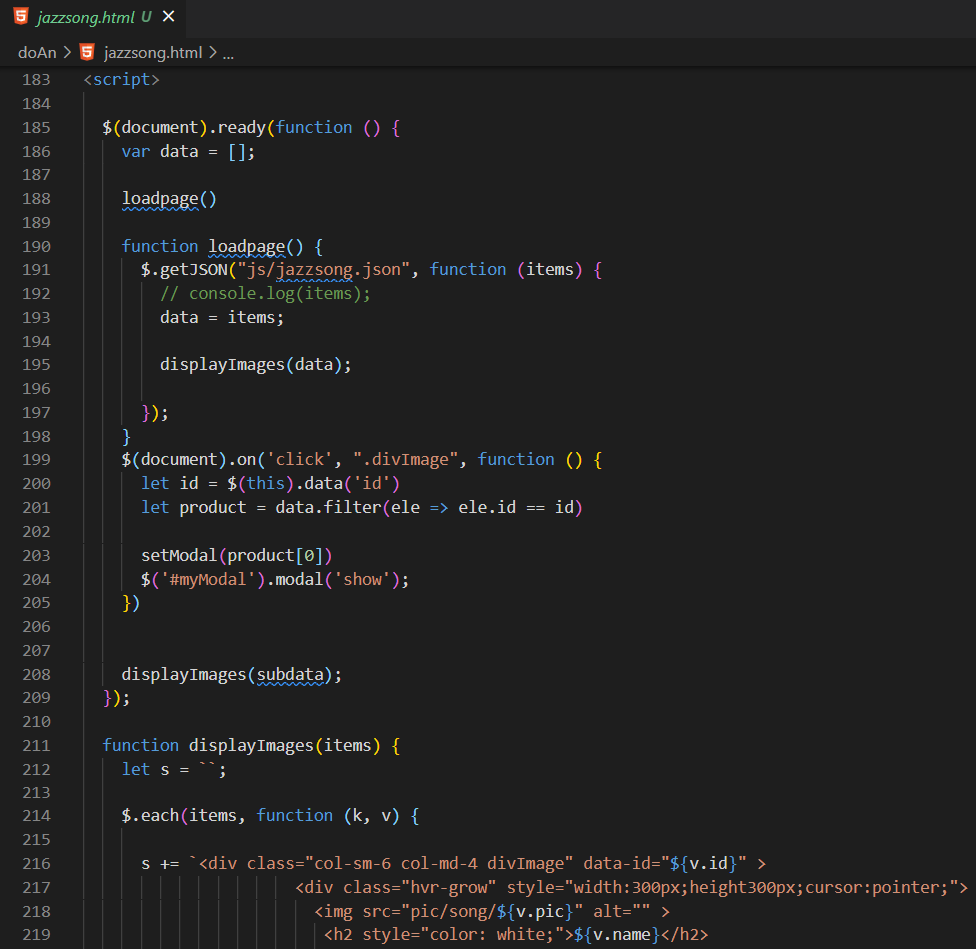 jazzsong.html U ×
doAn > jazzsong.html > ...
183 <script>
184
185 $(document).ready(function () {
186 var data = [];
187
188 loadpage()
189
190 function loadpage() {
191 $.getJSON("js/jazzsong.json", function (items) {
192 // console.log(items);
193 data = items;
194
195 displayImages(data);
196
197 });
198 }
199 $(document).on('click', ".divImage", function () {
200 let id = $(this).data('id')
201 let product = data.filter(ele => ele.id == id)
202
203 setModal(product[0])
204 $('#myModal').modal('show');
205 })
206
207
208 displayImages(subdata);
209 });
210
211 function displayImages(items) {
212 let s = ``;
213
214 $.each(items, function (k, v) {
215
216 s += `<div class="col-sm-6 col-md-4 divImage" data-id="${v.id}" >
217 <div class="hvr-grow" style="width:300px;height300px;cursor:pointer;">
218 <img src="pic/song/${v.pic}" alt="" >
219 <h2 style="color: white;">${v.name}</h2>